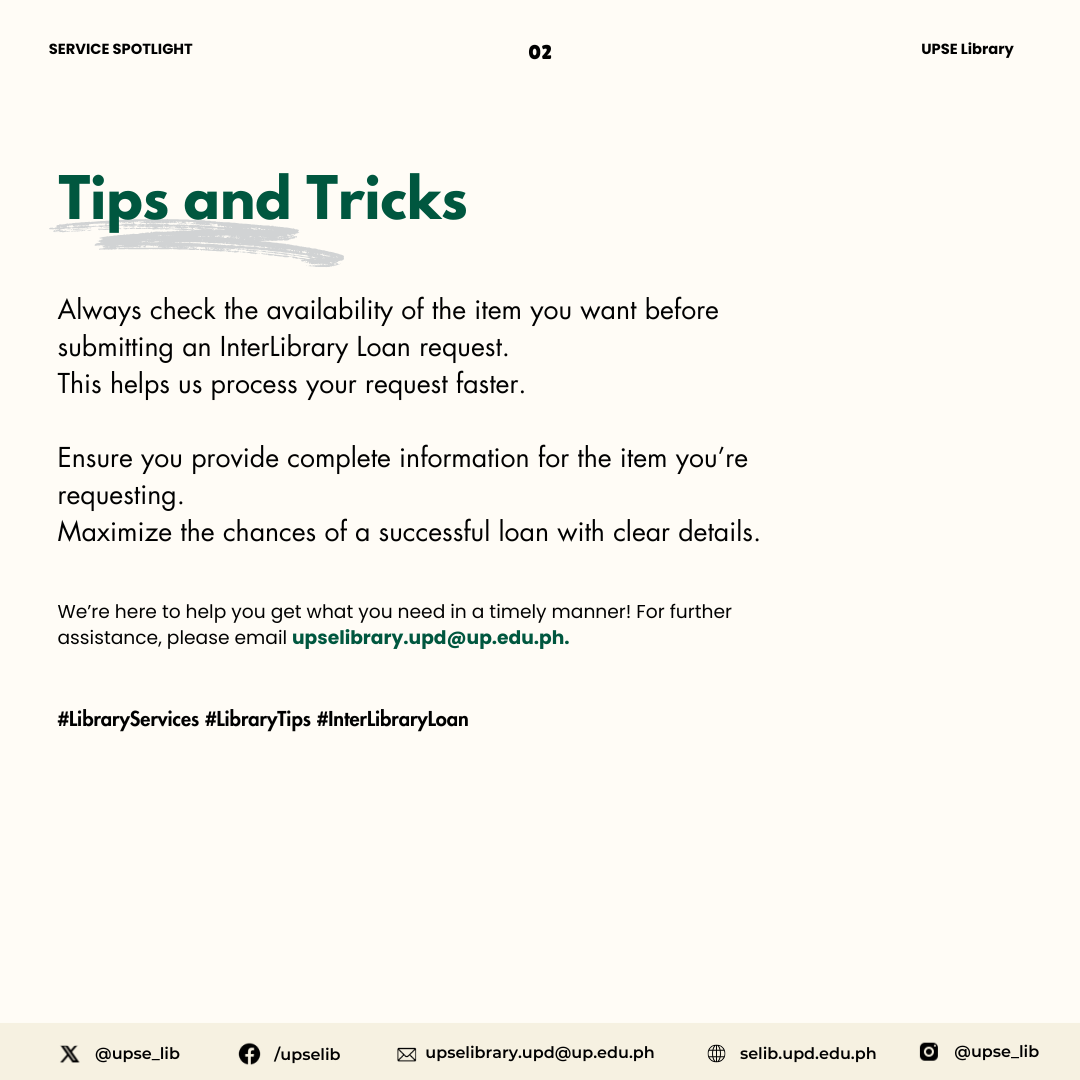 SERVICE SPOTLIGHT
02
UPSE Library
Tips and Tricks
Always check the availability of the item you want before
submitting an InterLibrary Loan request.
This helps us process your request faster.
Ensure you provide complete information for the item you’re
requesting.
Maximize the chances of a successful loan with clear details.
We’re here to help you get what you need in a timely manner! For further
assistance, please email upselibrary.upd@up.edu.ph.
#LibraryServices #LibraryTips #InterLibraryLoan
@upse_lib
/upselib
upselibrary.upd@up.edu.ph
selib.upd.edu.ph
@upse_lib